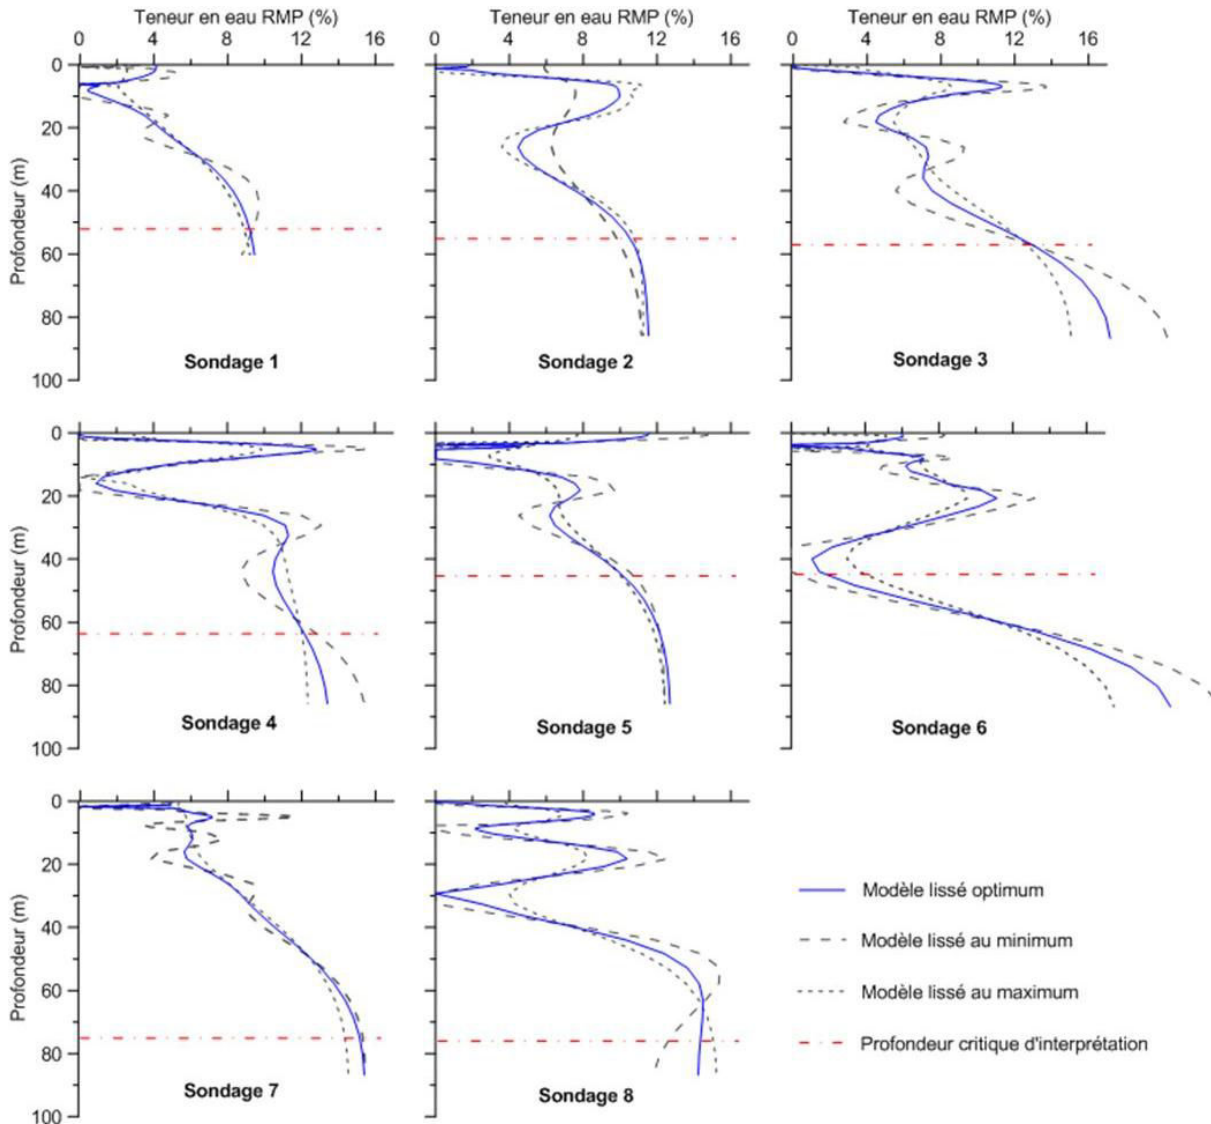 Teneur en eau RMP (%) Teneur en eau RMP (%) Teneur en eau RMP (%)
0 4 8 12 16 0 4 8 12 16 0 4 8 12 16
0
20
40
60
80
100
Profondeur (m)
Sondage 1 Sondage 2 Sondage 3
0
20
40
60
80
100
Profondeur (m)
Sondage 4 Sondage 5 Sondage 6
0
20
40
60
80
100
Profondeur (m)
Sondage 7 Sondage 8
Modèle lissé optimum
Modèle lissé au minimum
Modèle lissé au maximum
Profondeur critique d'interprétation